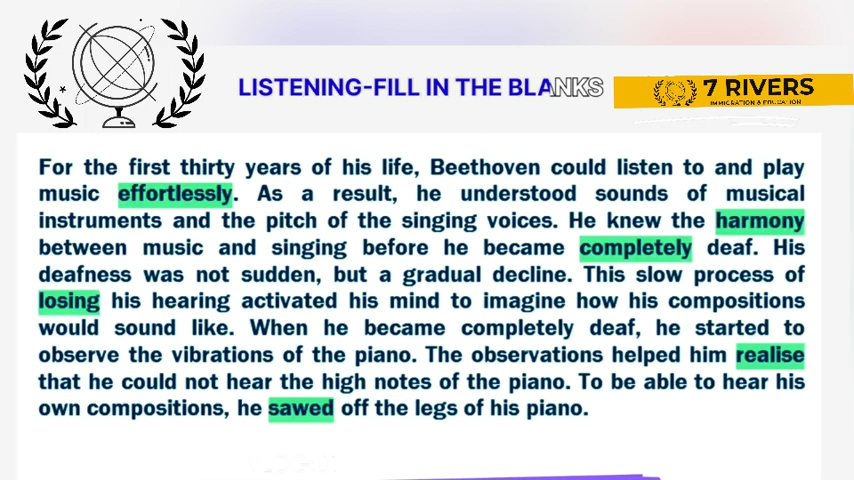 LISTENING-FILL IN THE BLANKS
7 RIVERS
IMMIGRATION & EDUCATION
For the first thirty years of his life, Beethoven could listen to and play
music effortlessly. As a result, he understood sounds of musical
instruments and the pitch of the singing voices. He knew the harmony
between music and singing before he became completely deaf. His
deafness was not sudden, but a gradual decline. This slow process of
losing his hearing activated his mind to imagine how his compositions
would sound like. When he became completely deaf, he started to
observe the vibrations of the piano. The observations helped him realise
that he could not hear the high notes of the piano. To be able to hear his
own compositions, he sawed off the legs of his piano.